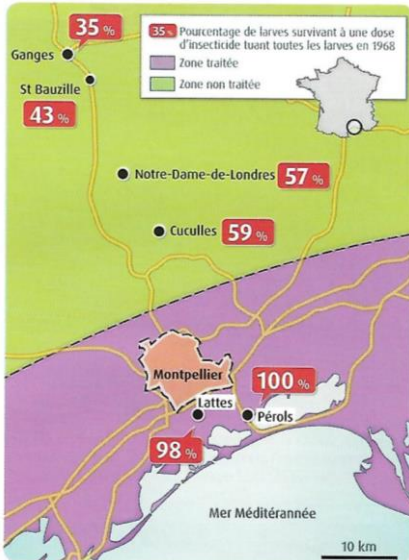 35 %
Ganges
St Bauzille
43 %
35 % Pourcentage de larves survivant à une dose
d'insecticide tuant toutes les larves en 1968
Zone traitée
Zone non traitée
Notre-Dame-de-Londres 57 %
Cuculles 59 %
Montpellier
100 %
Lattes
Pérols
98 %
Mer Méditérannée
10 km